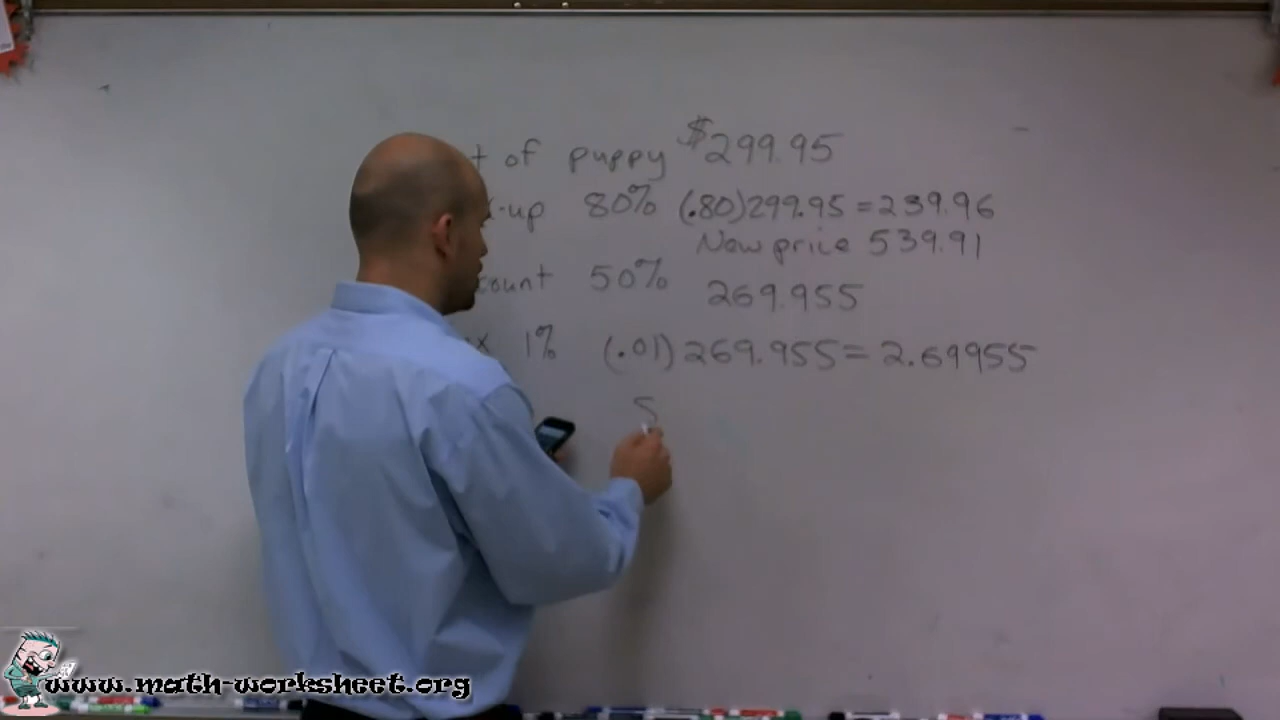 of puppy $299.95
-up 80% (.80)299.95 = 239.96
New price 539.91
count 50% 269.955
x 1% (.01) 269.955 = 2.69955
5
www.math-worksheet.org